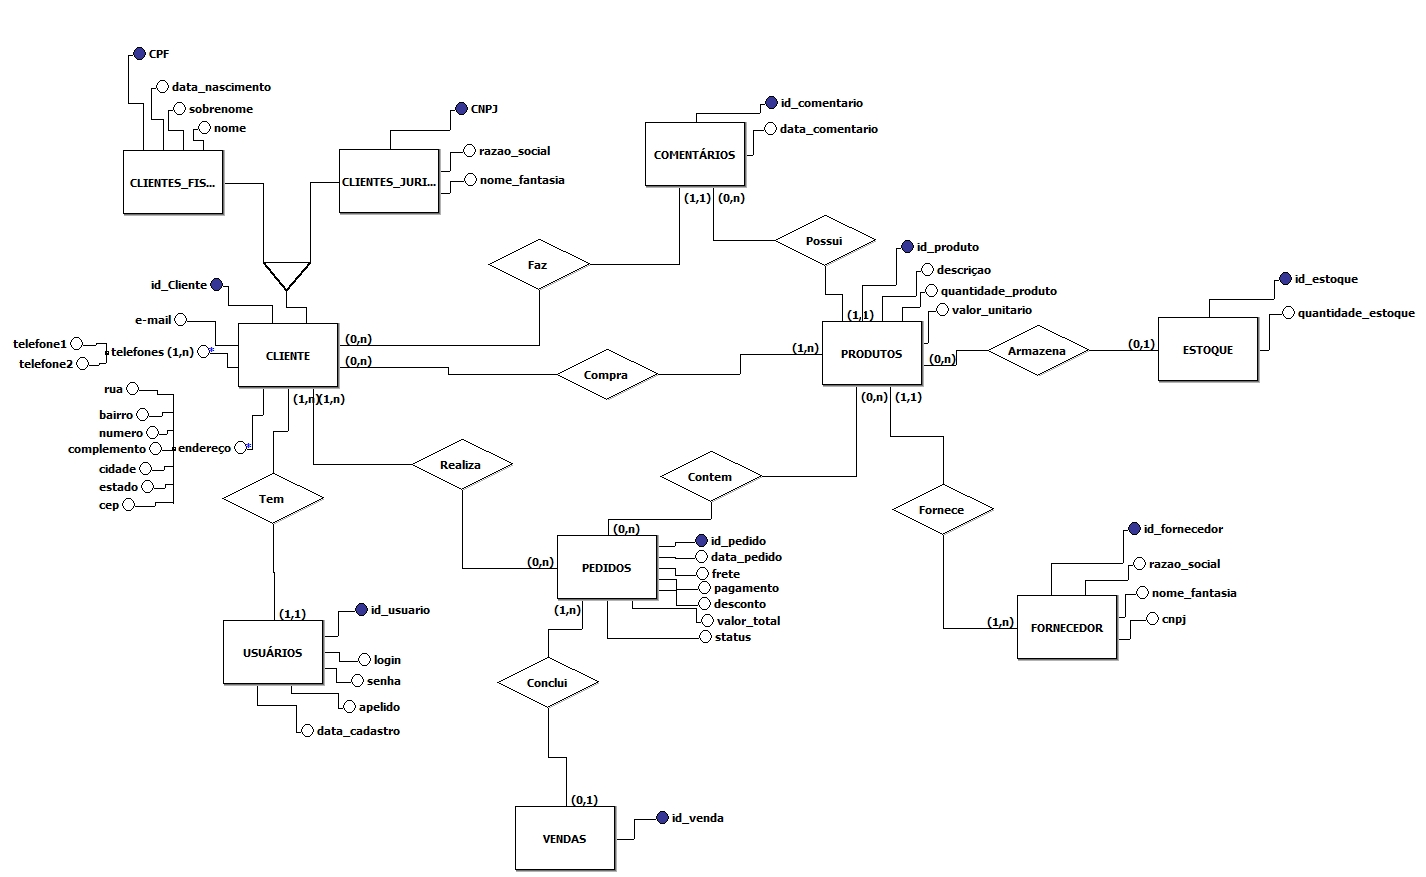 CPF
data_nascimento
sobrenome
nome
CLIENTES_FIS...
CNPJ
razao_social
nome_fantasia
CLIENTES_JURI...
id_comentario
data_comentario
COMENTÁRIOS
(1,1)
(0,n)
Faz
Possui
id_produto
descriçao
quantidade_produto
valor_unitario
(1,1)
PRODUTOS
(1,n)
(0,n)
(0,n)
(1,1)
Armazena
(0,1)
id_estoque
quantidade_estoque
ESTOQUE
id_Cliente
e-mail
telefone1
telefone2
telefones (1,n)
*
CLIENTE
(0,n)
(0,n)
Compra
rua
bairro
numero
complemento
cidade
estado
cep
endereço
*
(1,n)
(1,n)
Tem
Realiza
Contem
Fornece
(0,n)
(0,n)
PEDIDOS
(1,n)
id_pedido
data_pedido
frete
pagamento
desconto
valor_total
status
id_fornecedor
razao_social
nome_fantasia
cnpj
(1,n)
FORNECEDOR
(1,1)
USUÁRIOS
id_usuario
login
senha
apelido
data_cadastro
Conclui
(0,1)
VENDAS
id_venda